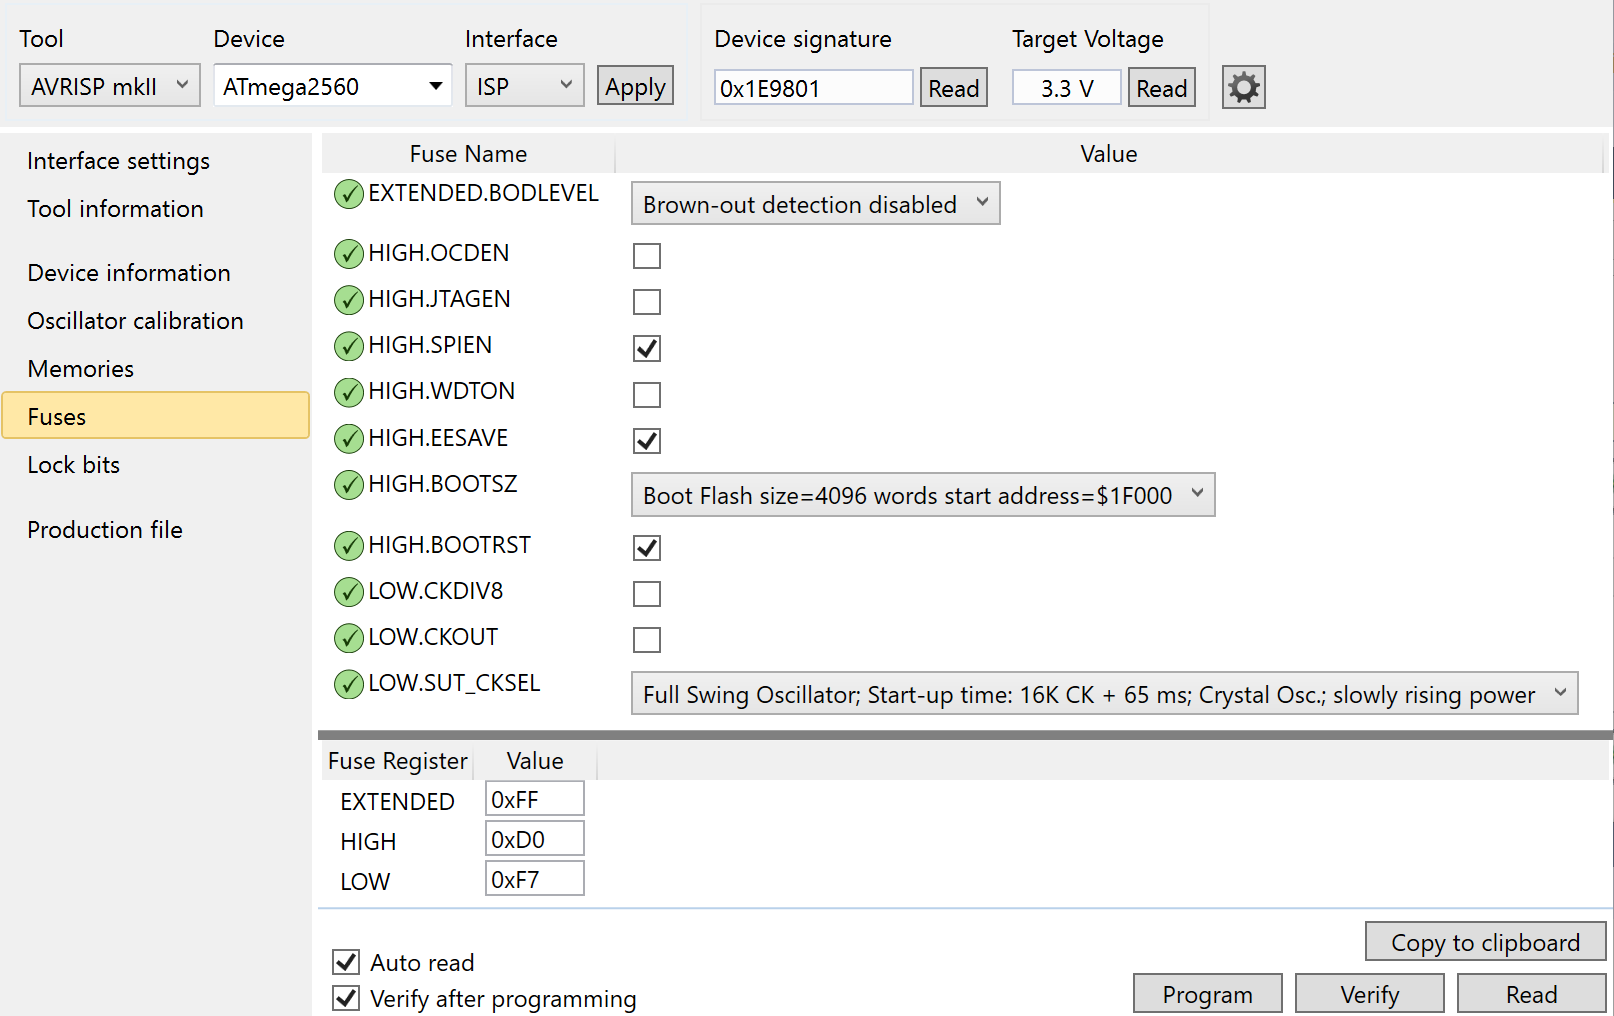 Tool Device Interface Device signature Target Voltage
AVRISP mkII ATmega2560 ISP Apply 0x1E9801 Read 3.3 V Read
Interface settings
Tool information
Device information
Oscillator calibration
Memories
Fuses
Lock bits
Production file
Fuse Name Value
EXTENDED.BODLEVEL Brown-out detection disabled
HIGH.OCDEN
HIGH.JTAGEN
HIGH.SPIEN
HIGH.WDTON
HIGH.EESAVE
HIGH.BOOTSZ Boot Flash size=4096 words start address=$1F000
HIGH.BOOTRST
LOW.CKDIV8
LOW.CKOUT
LOW.SUT_CKSEL Full Swing Oscillator; Start-up time: 16K CK + 65 ms; Crystal Osc.; slowly rising power
Fuse Register Value
EXTENDED 0xFF
HIGH 0xD0
LOW 0xF7
Copy to clipboard
Auto read
Verify after programming
Program Verify Read